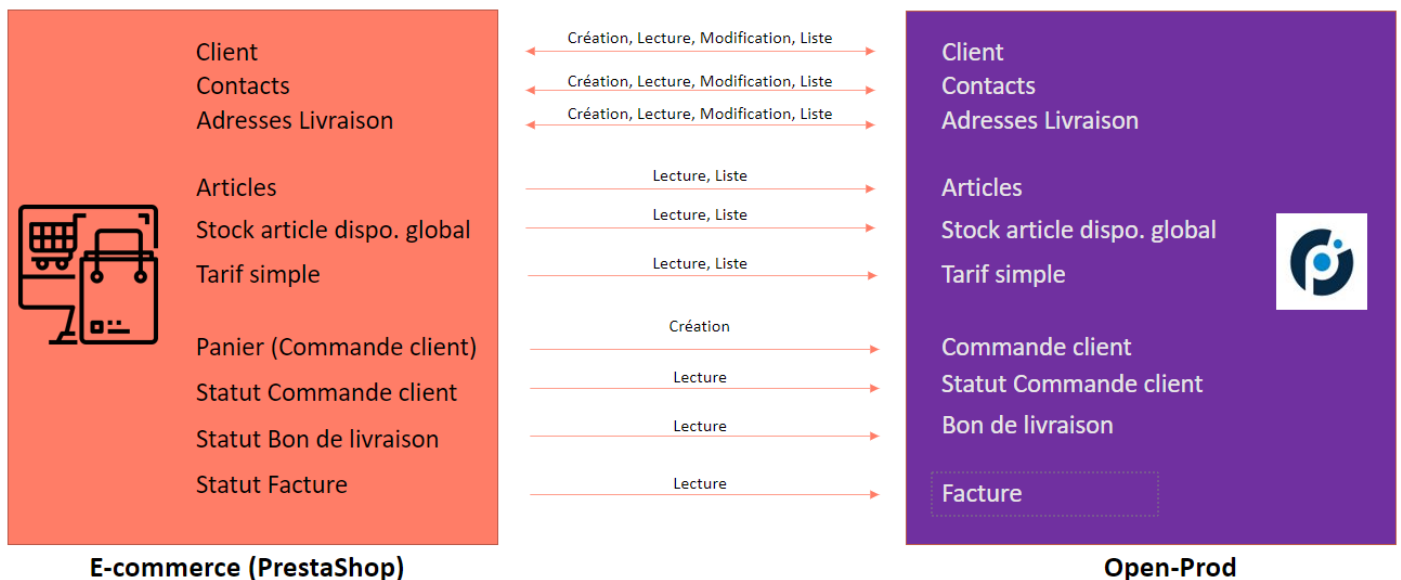 Client
Création, Lecture, Modification, Liste
Client
Contacts
Création, Lecture, Modification, Liste
Contacts
Adresses Livraison
Création, Lecture, Modification, Liste
Adresses Livraison
Articles
Lecture, Liste
Articles
Stock article dispo. global
Lecture, Liste
Stock article dispo. global
Tarif simple
Lecture, Liste
Tarif simple
Panier (Commande client)
Création
Commande client
Statut Commande client
Lecture
Statut Commande client
Statut Bon de livraison
Lecture
Bon de livraison
Statut Facture
Lecture
Facture
E-commerce (PrestaShop)
Open-Prod